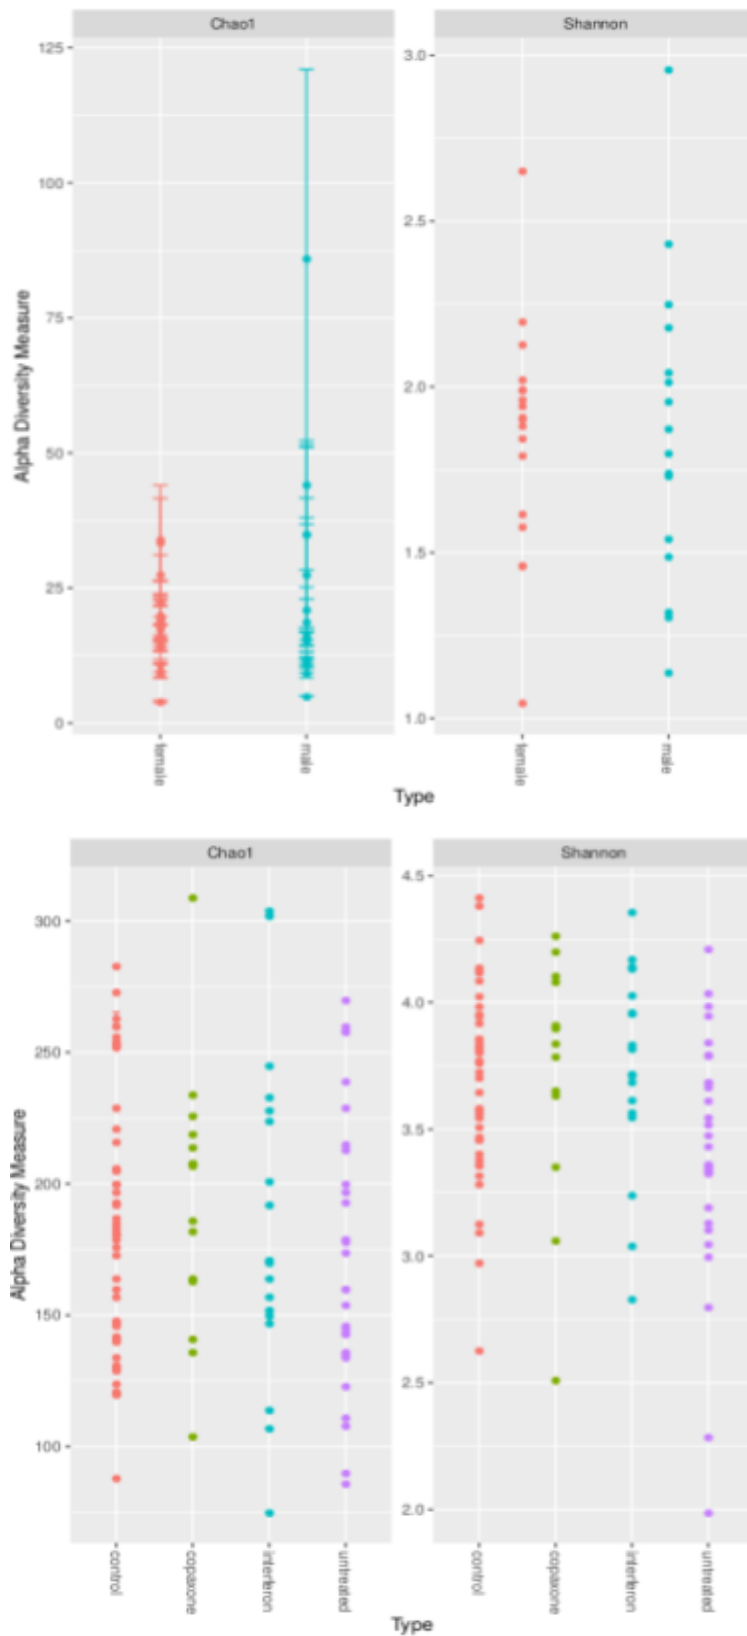 Chao1 Shannon
Alpha Diversity Measure
125
100
75
50
25
0
3.0
2.5
2.0
1.5
1.0
female male female male
Type
Chao1 Shannon
Alpha Diversity Measure
300
250
200
150
100
4.5
4.0
3.5
3.0
2.5
2.0
control copaxone interferon untreated control copaxone interferon untreated
Type